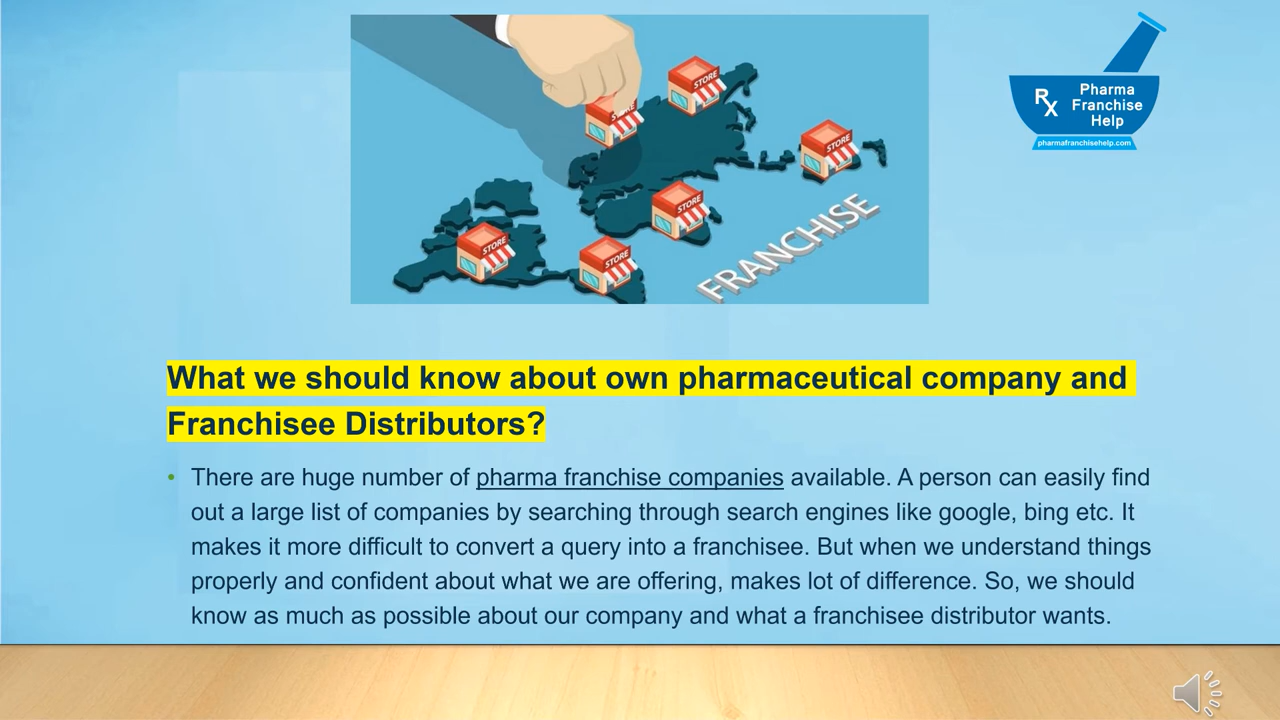 STORE
STORE
STORE
STORE
STORE
STORE
FRANCHISE
Rx
Pharma
Franchise
Help
pharmafranchisehelp.com
What we should know about own pharmaceutical company and
Franchisee Distributors?
• There are huge number of pharma franchise companies available. A person can easily find
out a large list of companies by searching through search engines like google, bing etc. It
makes it more difficult to convert a query into a franchisee. But when we understand things
properly and confident about what we are offering, makes lot of difference. So, we should
know as much as possible about our company and what a franchisee distributor wants.